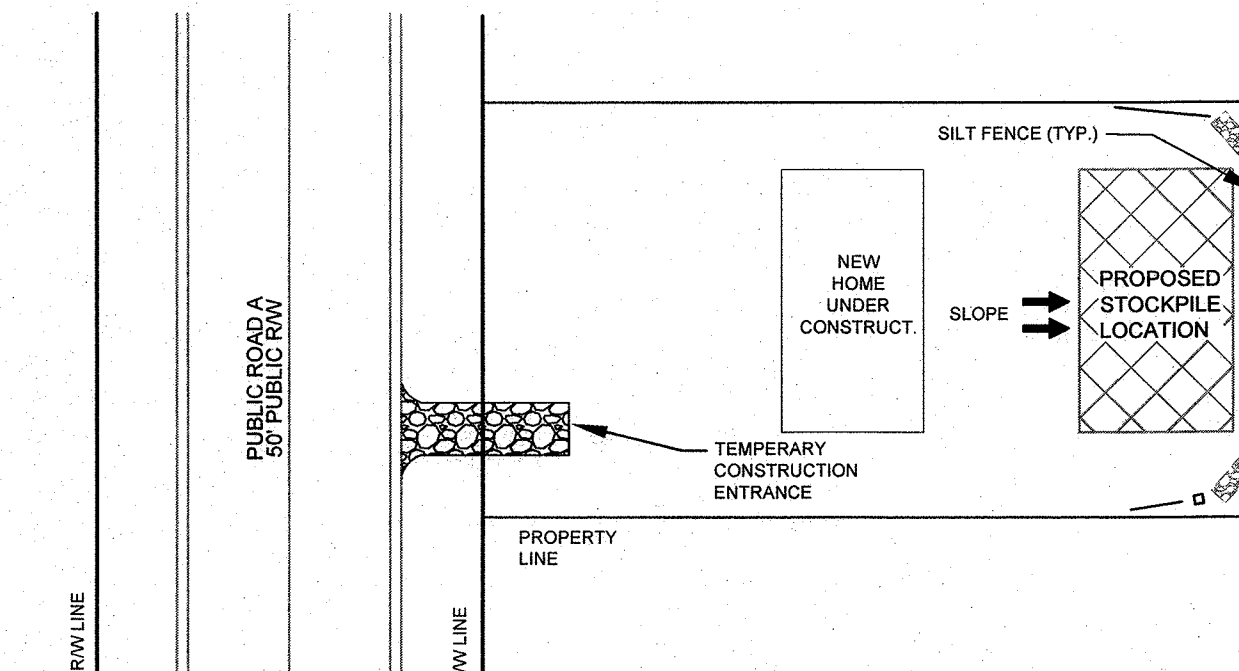 SILT FENCE (TYP.)
NEW
HOME
UNDER
CONSTRUCT.
SLOPE
PROPOSED
STOCKPILE
LOCATION
PUBLIC ROAD A
50' PUBLIC R/W
TEMPERARY
CONSTRUCTION
ENTRANCE
PROPERTY
LINE
R/W LINE
/W LINE